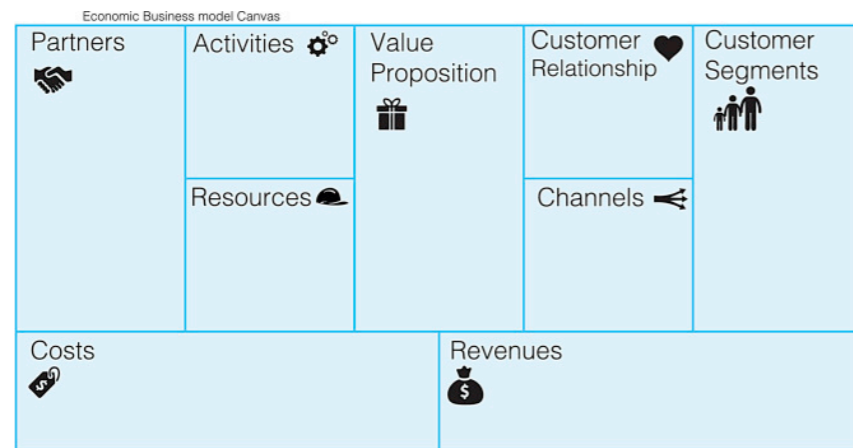 Economic Business model Canvas
Partners
Activities
Value
Proposition
Customer
Relationship
Customer
Segments
Resources
Channels
Costs
$
Revenues
$